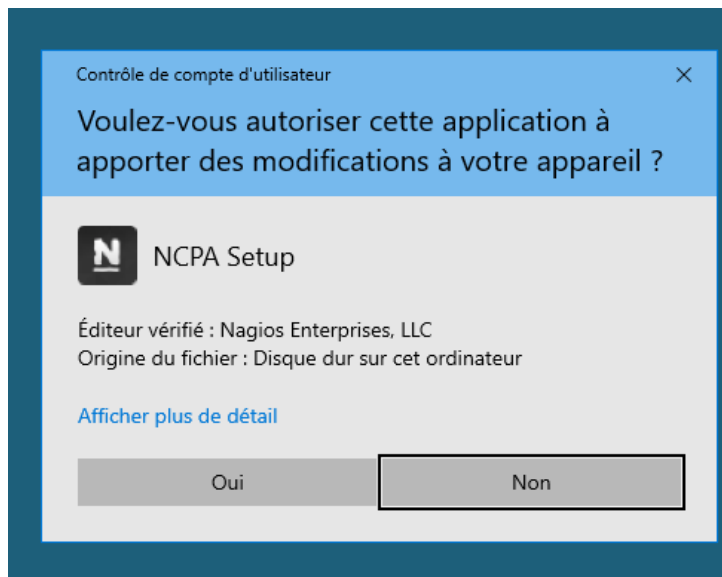 Contrôle de compte d'utilisateur
Voulez-vous autoriser cette application à
apporter des modifications à votre appareil ?
N
NCPA Setup
Éditeur vérifié : Nagios Enterprises, LLC
Origine du fichier : Disque dur sur cet ordinateur
Afficher plus de détail
Oui
Non